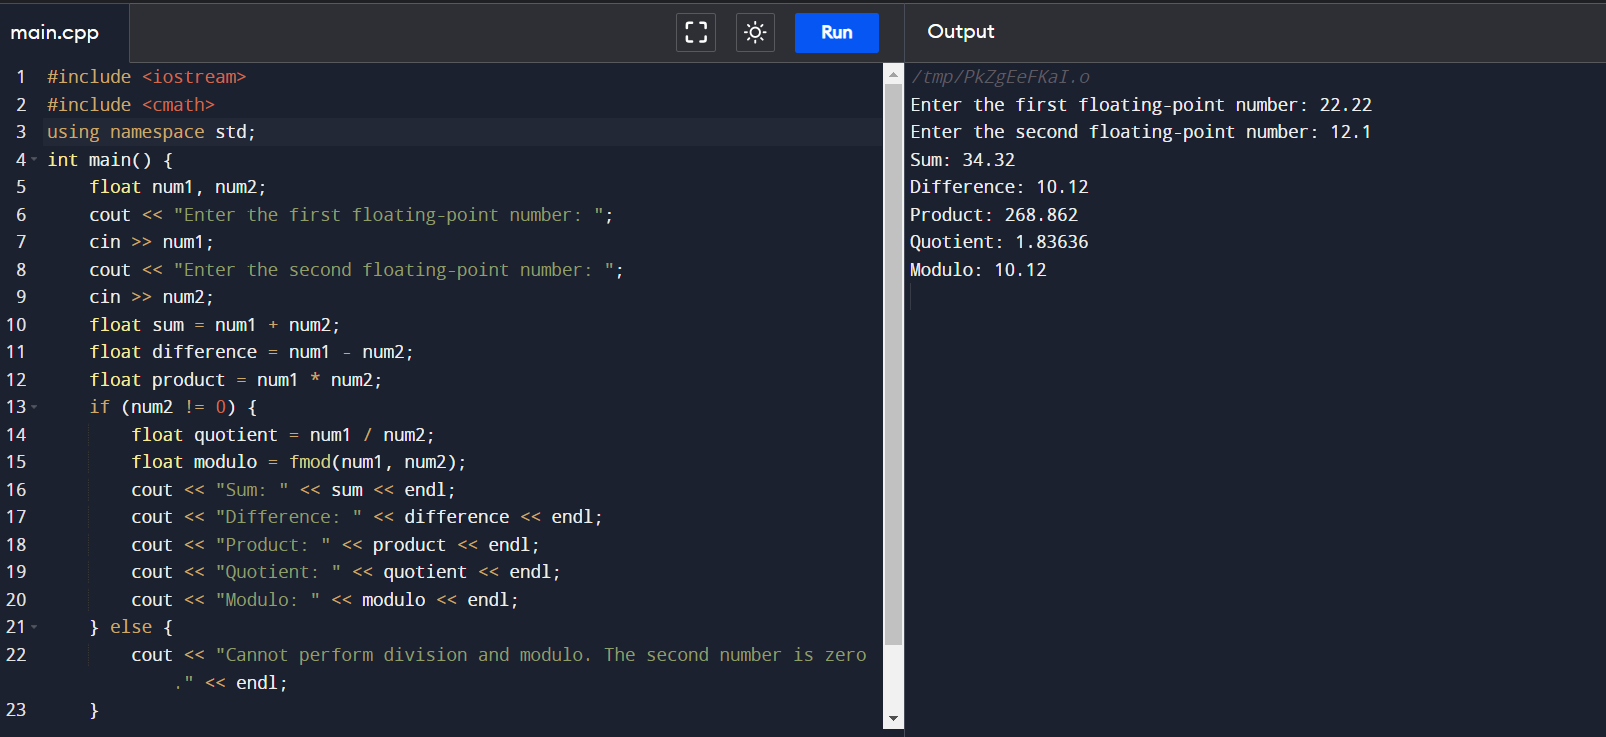 main.cpp
Run
Output
1 #include <iostream>
2 #include <cmath>
3 using namespace std;
4 int main() {
5     float num1, num2;
6     cout << "Enter the first floating-point number: ";
7     cin >> num1;
8     cout << "Enter the second floating-point number: ";
9     cin >> num2;
10     float sum = num1 + num2;
11     float difference = num1 - num2;
12     float product = num1 * num2;
13     if (num2 != 0) {
14         float quotient = num1 / num2;
15         float modulo = fmod(num1, num2);
16         cout << "Sum: " << sum << endl;
17         cout << "Difference: " << difference << endl;
18         cout << "Product: " << product << endl;
19         cout << "Quotient: " << quotient << endl;
20         cout << "Modulo: " << modulo << endl;
21     } else {
22         cout << "Cannot perform division and modulo. The second number is zero
." << endl;
23     }
/tmp/PkZgEeFKaI.o
Enter the first floating-point number: 22.22
Enter the second floating-point number: 12.1
Sum: 34.32
Difference: 10.12
Product: 268.862
Quotient: 1.83636
Modulo: 10.12